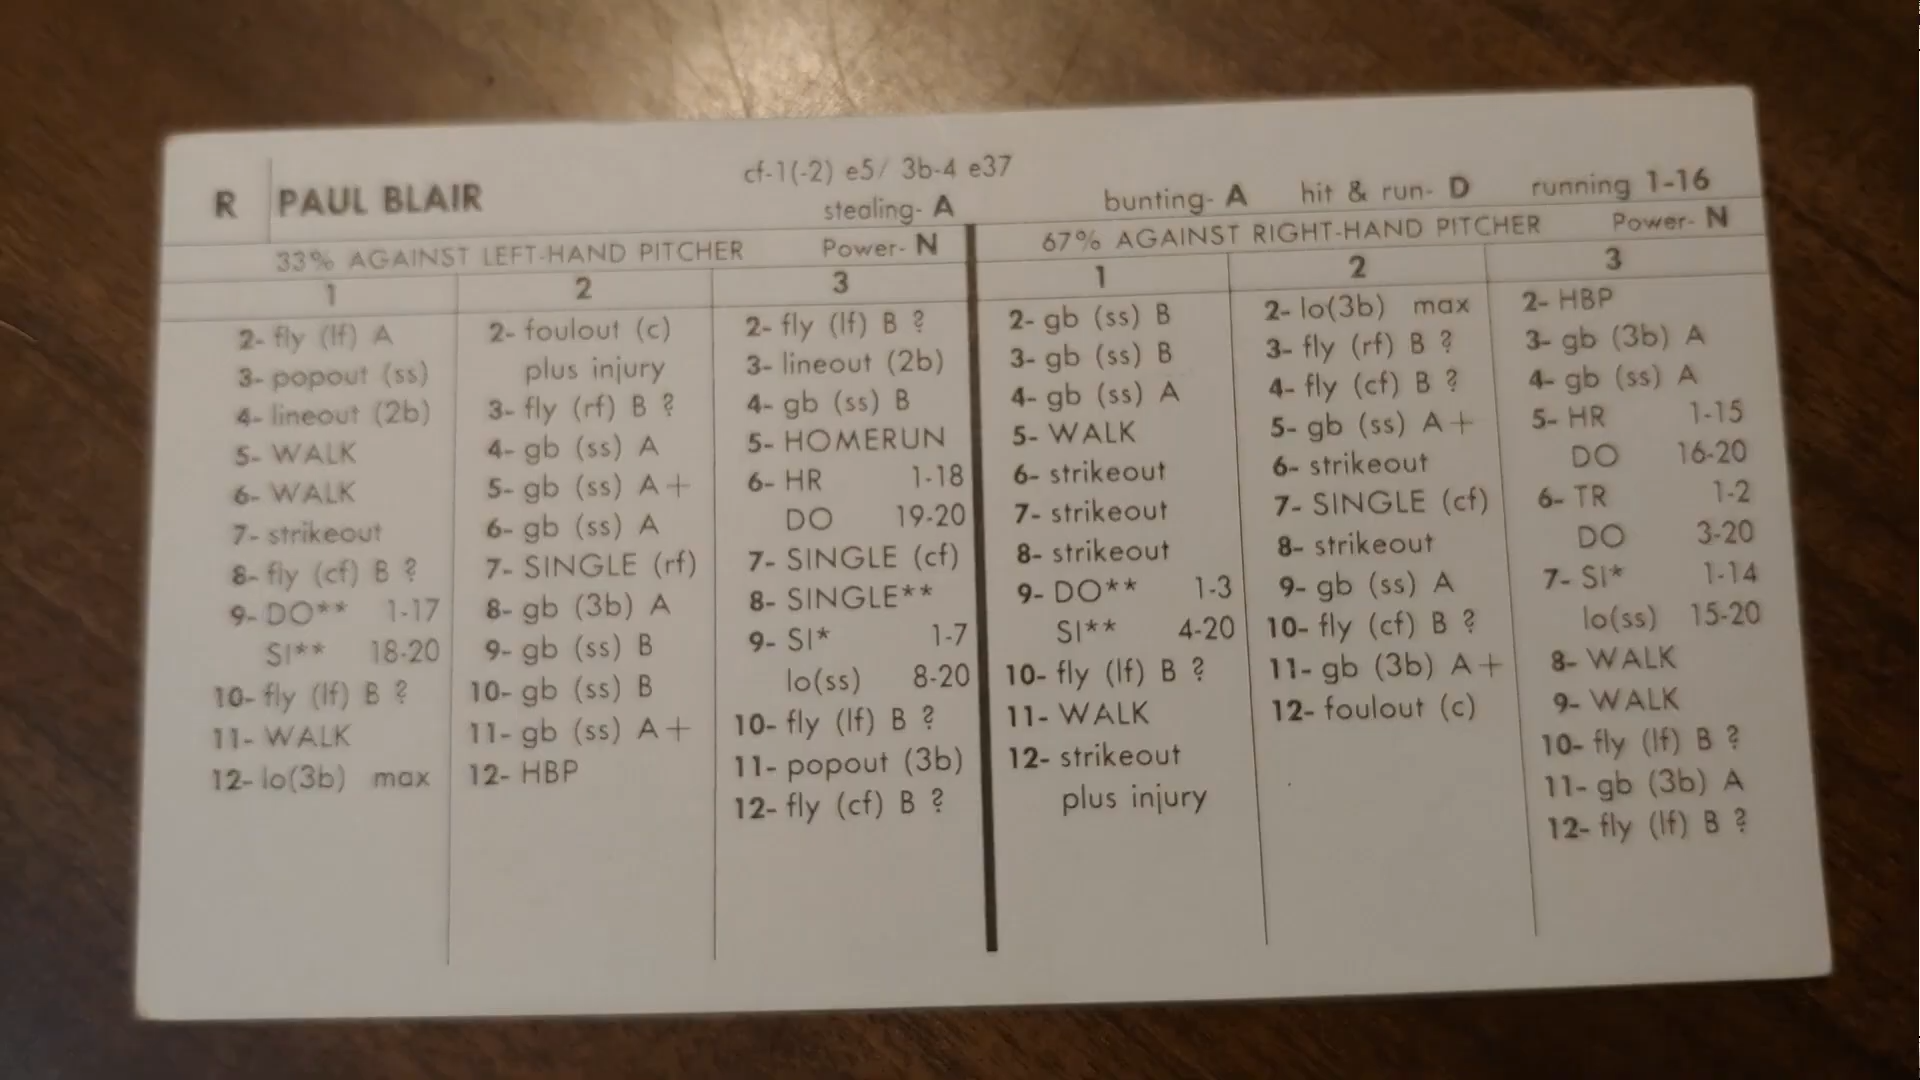 R PAUL BLAIR
cf-1(-2) e5/ 3b-4 e37
stealing- A
bunting- A
hit & run- D
running 1-16
33% AGAINST LEFT-HAND PITCHER Power- N
1
2- fly (lf) A
3- popout (ss)
4- lineout (2b)
5- WALK
6- WALK
7- strikeout
8- fly (cf) B ?
9- DO** 1-17
SI** 18-20
10- fly (lf) B ?
11- WALK
12- lo(3b) max
2
2- foulout (c)
plus injury
3- fly (rf) B ?
4- gb (ss) A
5- gb (ss) A+
6- gb (ss) A
7- SINGLE (rf)
8- gb (3b) A
9- gb (ss) B
10- gb (ss) B
11- gb (ss) A+
12- HBP
3
2- fly (lf) B ?
3- lineout (2b)
4- gb (ss) B
5- HOMERUN
6- HR 1-18
DO 19-20
7- SINGLE (cf)
8- SINGLE**
9- SI* 1-7
lo(ss) 8-20
10- fly (lf) B ?
11- popout (3b)
12- fly (cf) B ?
67% AGAINST RIGHT-HAND PITCHER Power- N
1
2- gb (ss) B
3- gb (ss) B
4- gb (ss) A
5- WALK
6- strikeout
7- strikeout
8- strikeout
9- DO** 1-3
SI** 4-20
10- fly (lf) B ?
11- WALK
12- strikeout
plus injury
2
2- lo(3b) max
3- fly (rf) B ?
4- fly (cf) B ?
5- gb (ss) A+
6- strikeout
7- SINGLE (cf)
8- strikeout
9- gb (ss) A
10- fly (cf) B ?
11- gb (3b) A+
12- foulout (c)
3
2- HBP
3- gb (3b) A
4- gb (ss) A
5- HR 1-15
DO 16-20
6- TR 1-2
DO 3-20
7- SI* 1-14
lo(ss) 15-20
8- WALK
9- WALK
10- fly (lf) B ?
11- gb (3b) A
12- fly (lf) B ?